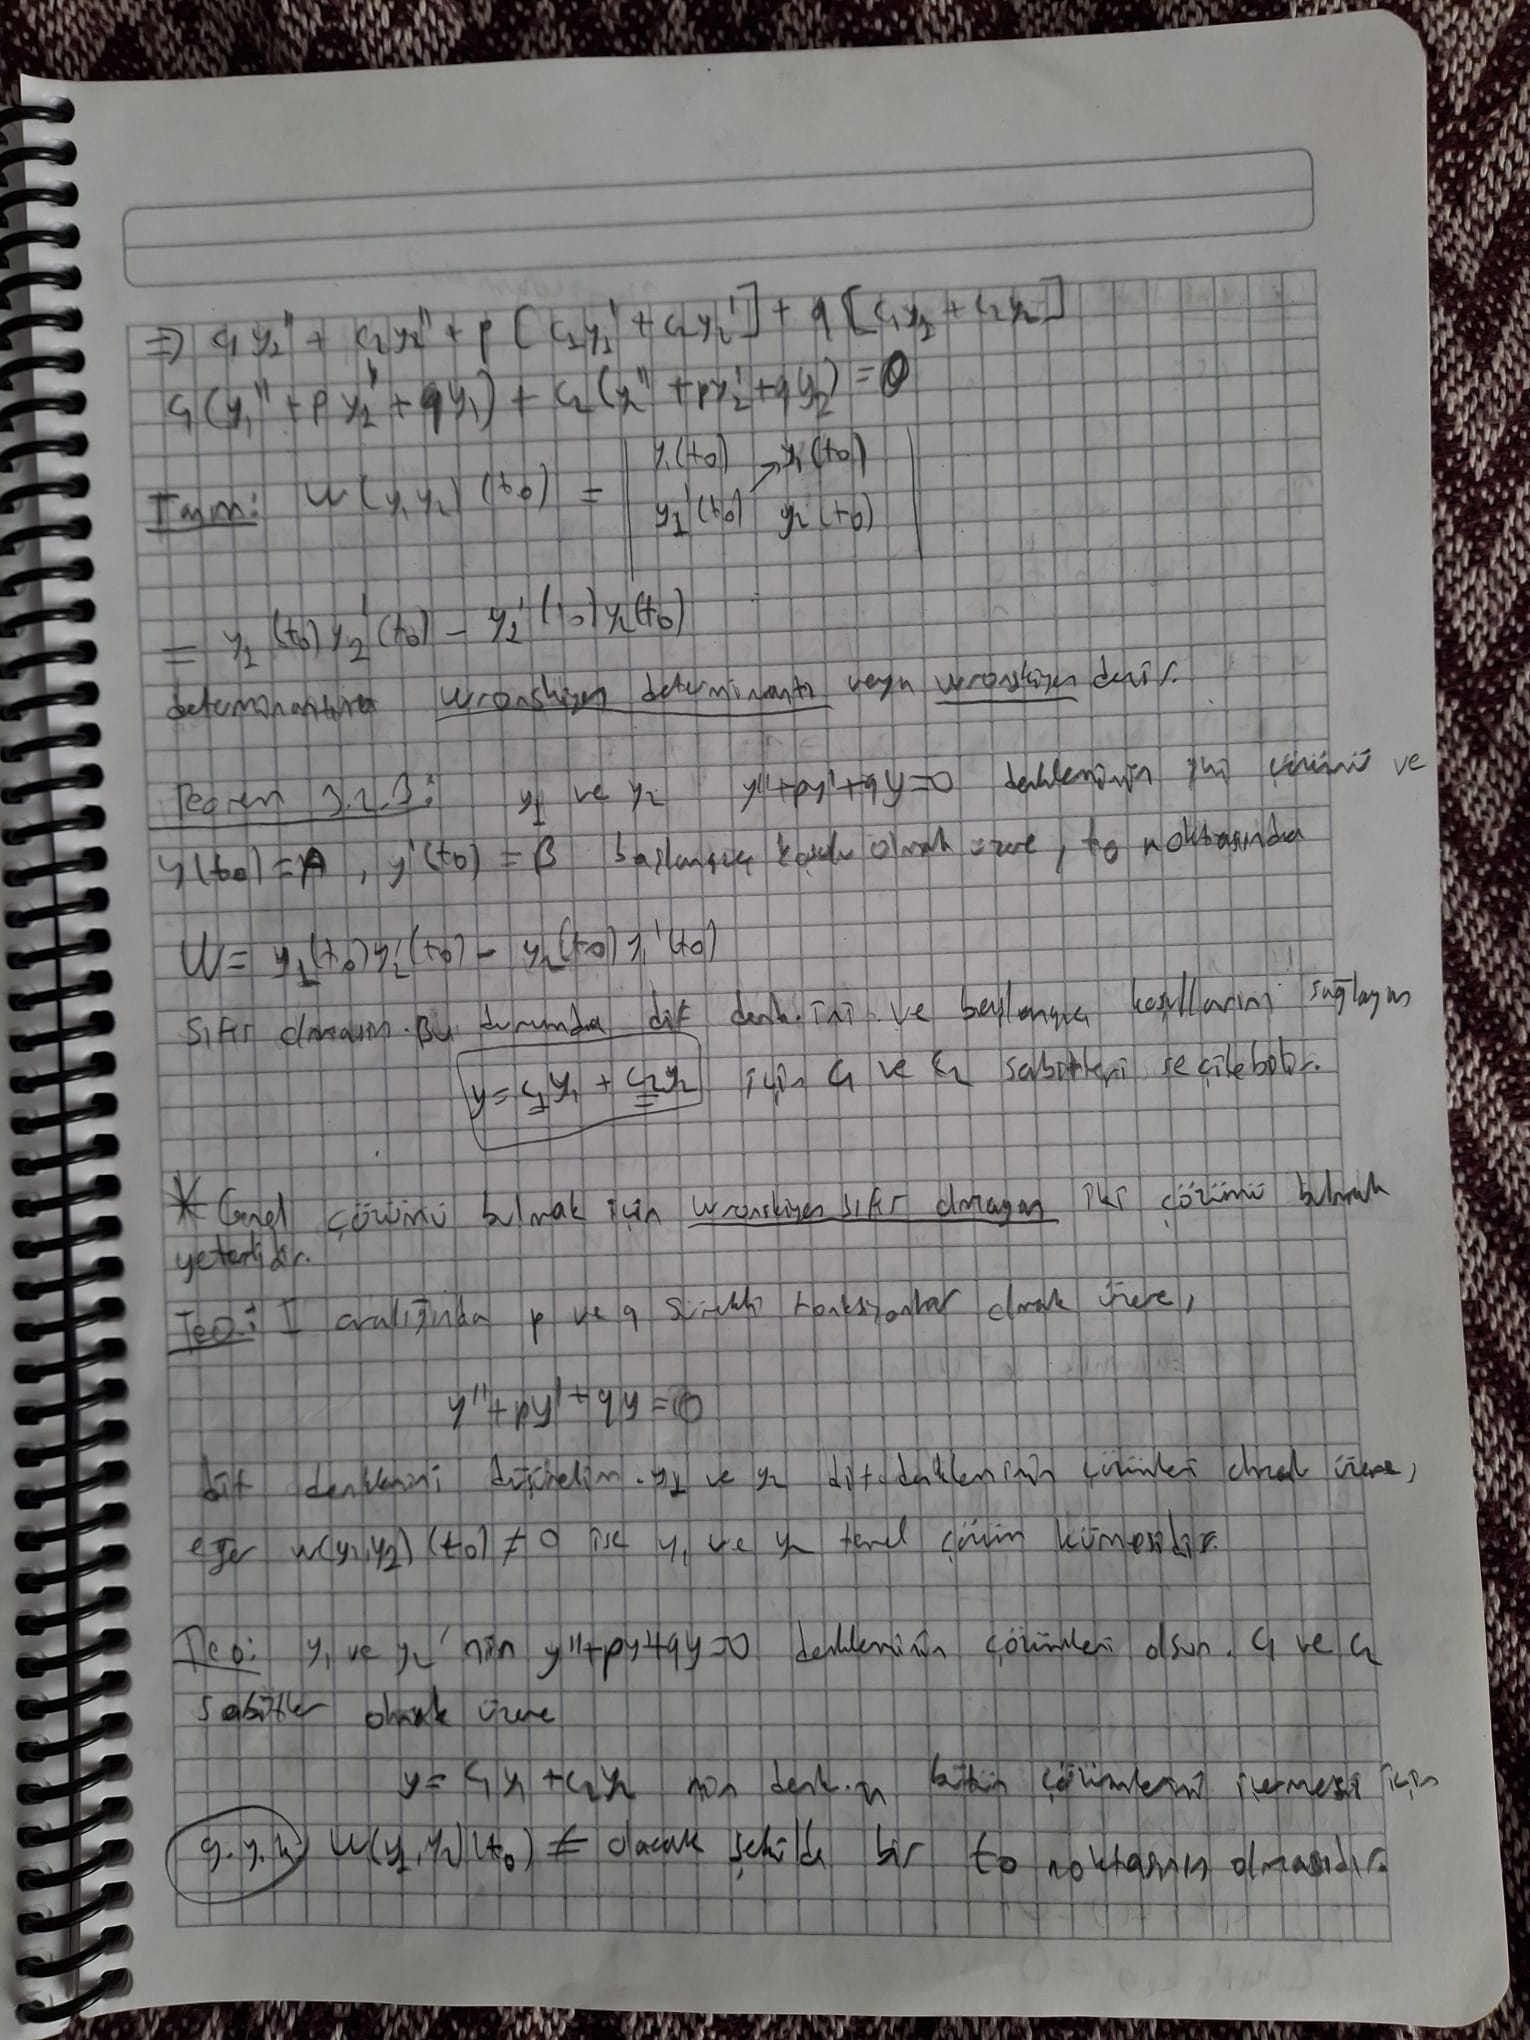 ⇒ c₁y₁'' + c₂y₂'' + p [c₁y₁' + c₂y₂'] + q [c₁y₁ + c₂y₂]
c₁(y₁'' + py₁' + qy₁) + c₂(y₂'' + py₂' + qy₂) = 0
Tanım: W(y₁y₂)(t₀) = | y₁(t₀) y₂(t₀) |
| y₁'(t₀) y₂'(t₀) |
= y₁(t₀)y₂'(t₀) - y₁'(t₀)y₂(t₀)
determinantına wronskiyen determinantı veya wronskiyen denir.
Teorem 3.2.3: y₁ ve y₂ y''+py'+qy=0 denkleminin iki çözümü ve
y(t₀)=A, y'(t₀)=B başlangıç koşulu olmak üzere, t₀ noktasında
W= y₁(t₀)y₂'(t₀) - y₂(t₀)y₁'(t₀)
sıfır olmasın. Bu durumda dif denk.ini ve başlangıç koşullarını sağlayan
y= c₁y₁ + c₂y₂ için c₁ ve c₂ sabitleri seçilebilir.
* Genel çözümü bulmak için wronskiyen sıfır olmayan iki çözümü bulmak
yeterlidir.
Teo: I aralığında p ve q sürekli fonksiyonlar olmak üzere,
y''+py'+qy=0
dif denklemini düşünelim. y₁ ve y₂ dif. denkleminin çözümleri olmak üzere,
eğer W(y₁,y₂)(t₀) ≠ 0 ise y₁ ve y₂ temel çözüm kümesidir.
Teo: y₁ ve y₂'nin y''+py'+qy=0 denkleminin çözümleri olsun. c₁ ve c₂
sabitler olmak üzere
y= c₁y₁ + c₂y₂ nin denk.in bütün çözümlerini içermesi için
g.y.k W(y₁,y₂)(t₀) ≠ olacak şekilde bir t₀ noktasının olmasıdır.